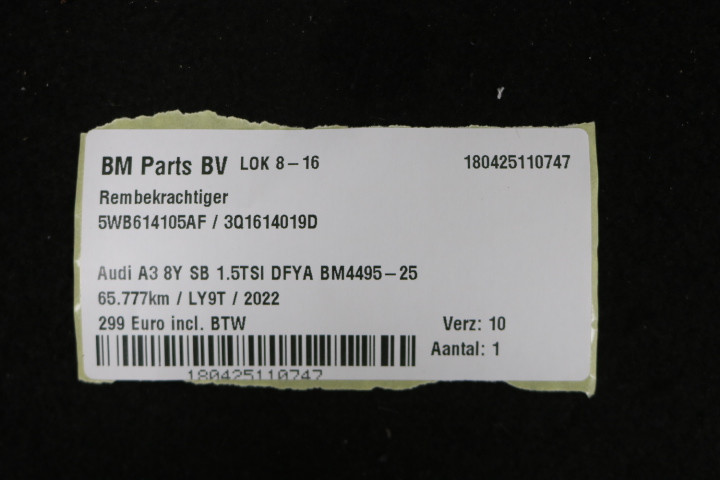 BM Parts BV LOK 8-16 180425110747
Rembekrachtiger
5WB614105AF / 3Q1614019D
Audi A3 8Y SB 1.5TSI DFYA BM4495-25
65.777km / LY9T / 2022
299 Euro incl. BTW Verz: 10
Aantal: 1
180425110747